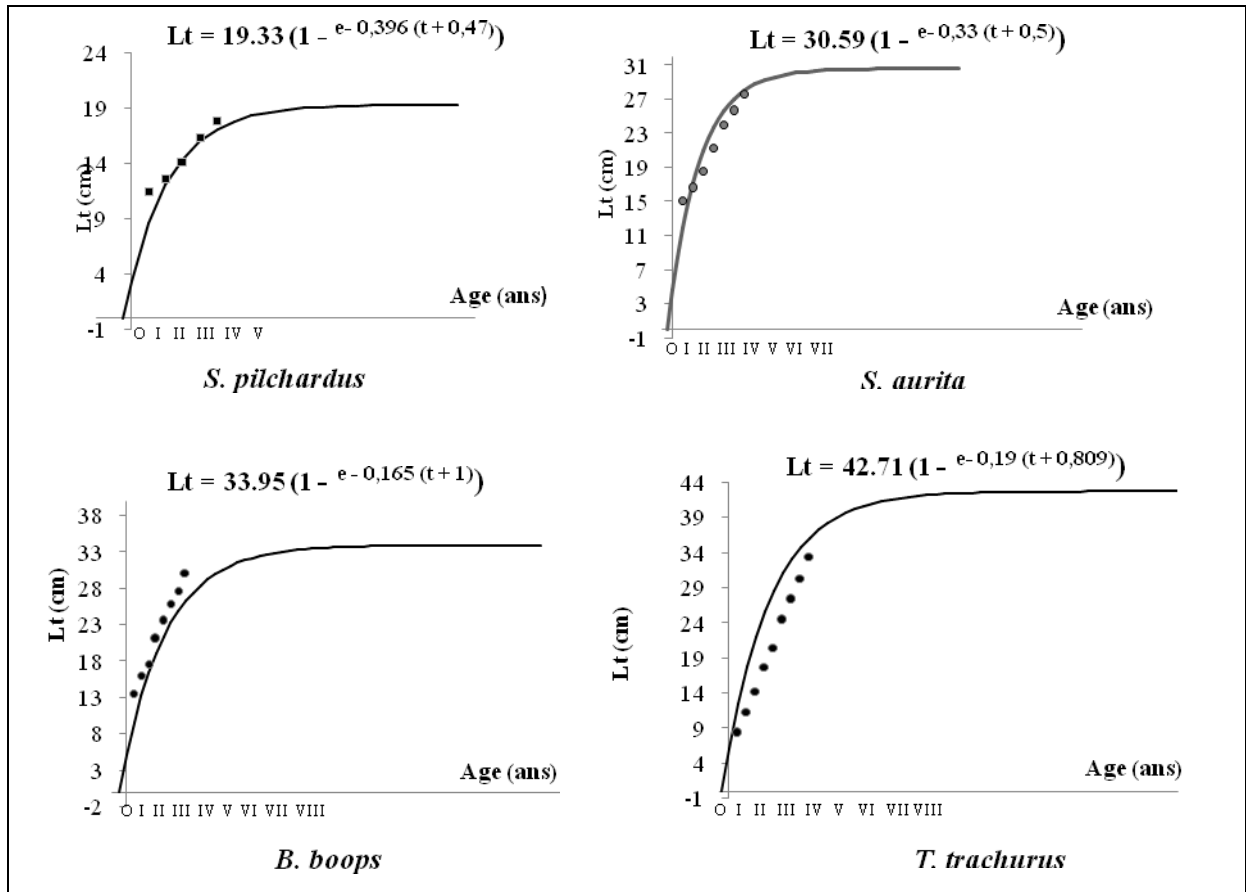 Lt = 19.33 (1 - e- 0,396 (t + 0,47))
24
19
14
9
4
-1
Lt (cm)
Age (ans)
O I II III IV V
S. pilchardus
Lt = 30.59 (1 - e- 0,33 (t + 0,5))
31
27
23
19
15
11
7
3
-1
Lt (cm)
Age (ans)
O I II III IV V VI VII
S. aurita
Lt = 33.95 (1 - e- 0,165 (t + 1))
38
33
28
23
18
13
8
3
-2
Lt (cm)
Age (ans)
O I II III IV V VI VII VIII
B. boops
Lt = 42.71 (1 - e- 0,19 (t + 0,809))
44
39
34
29
24
19
14
9
4
-1
Lt (cm)
Age (ans)
O I II III IV V VI VII VIII
T. trachurus